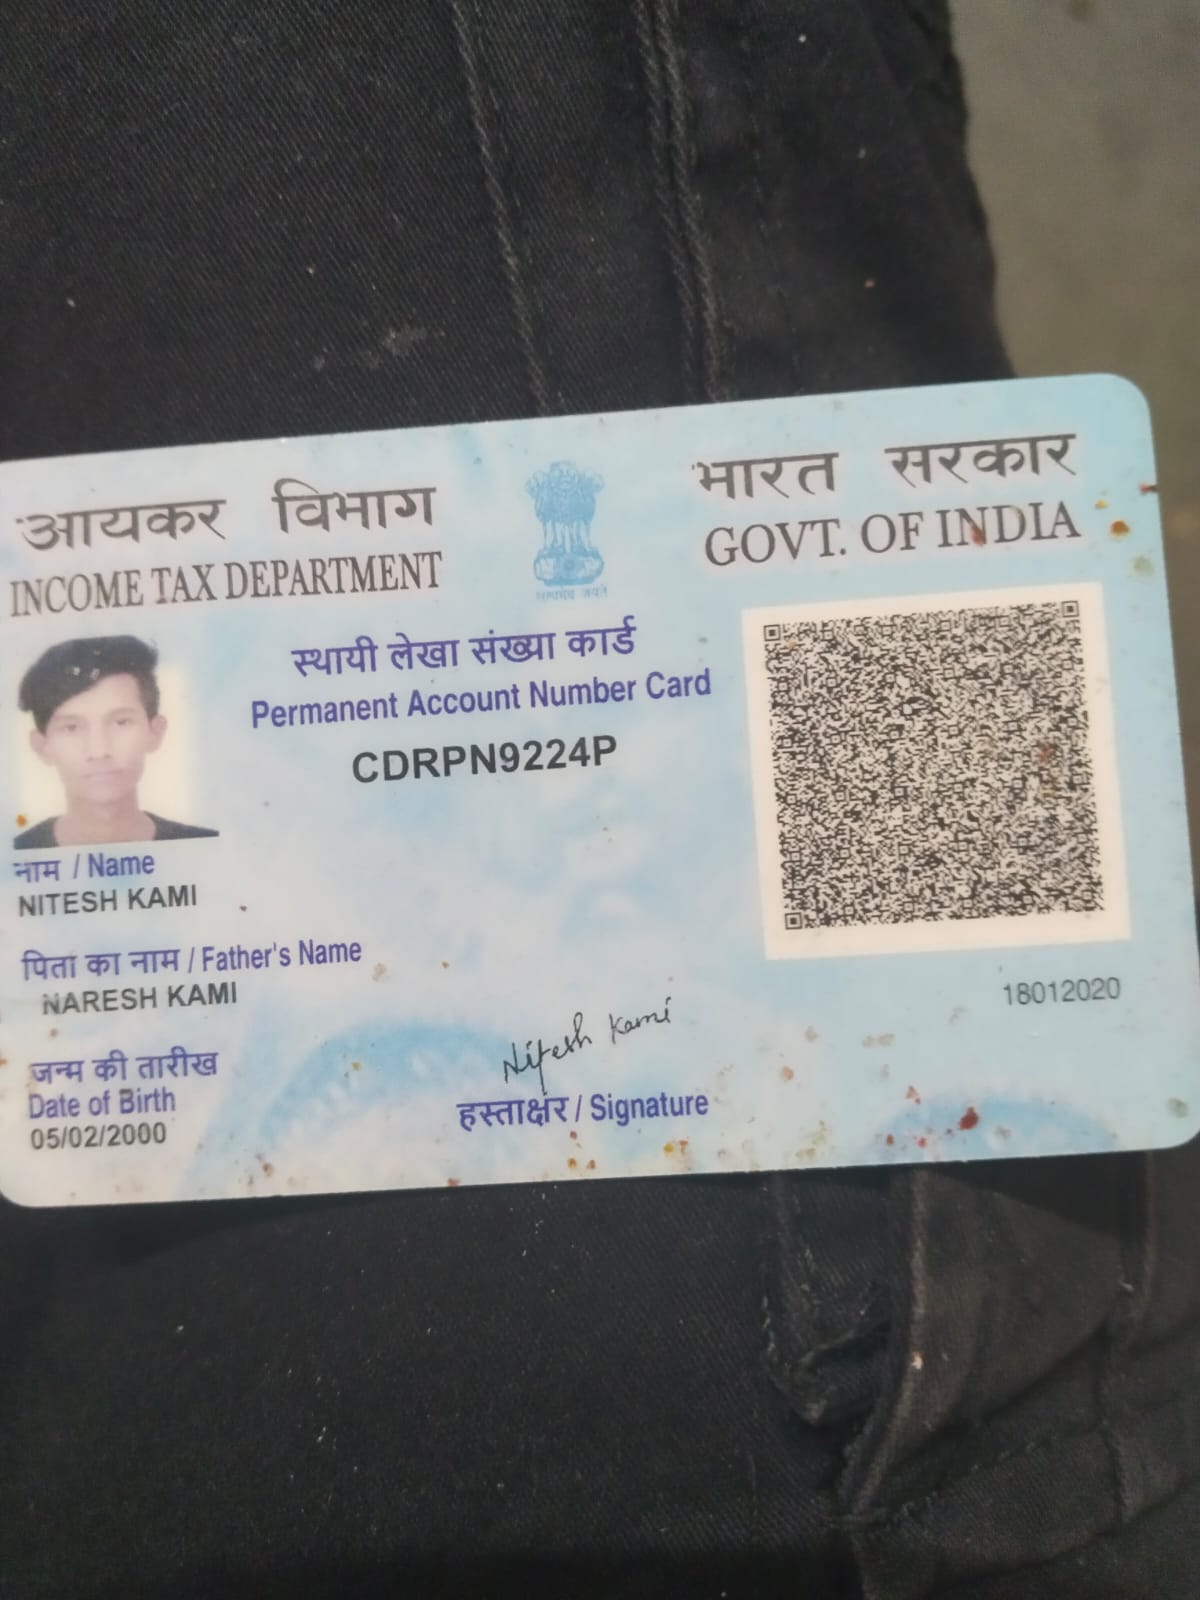 आयकर विभाग
INCOME TAX DEPARTMENT
भारत सरकार
GOVT. OF INDIA
सत्यमेव जयते
स्थायी लेखा संख्या कार्ड
Permanent Account Number Card
CDRPN9224P
नाम / Name
NITESH KAMI
पिता का नाम / Father's Name
NARESH KAMI
जन्म की तारीख
Date of Birth
05/02/2000
Nitesh Kami
हस्ताक्षर / Signature
18012020